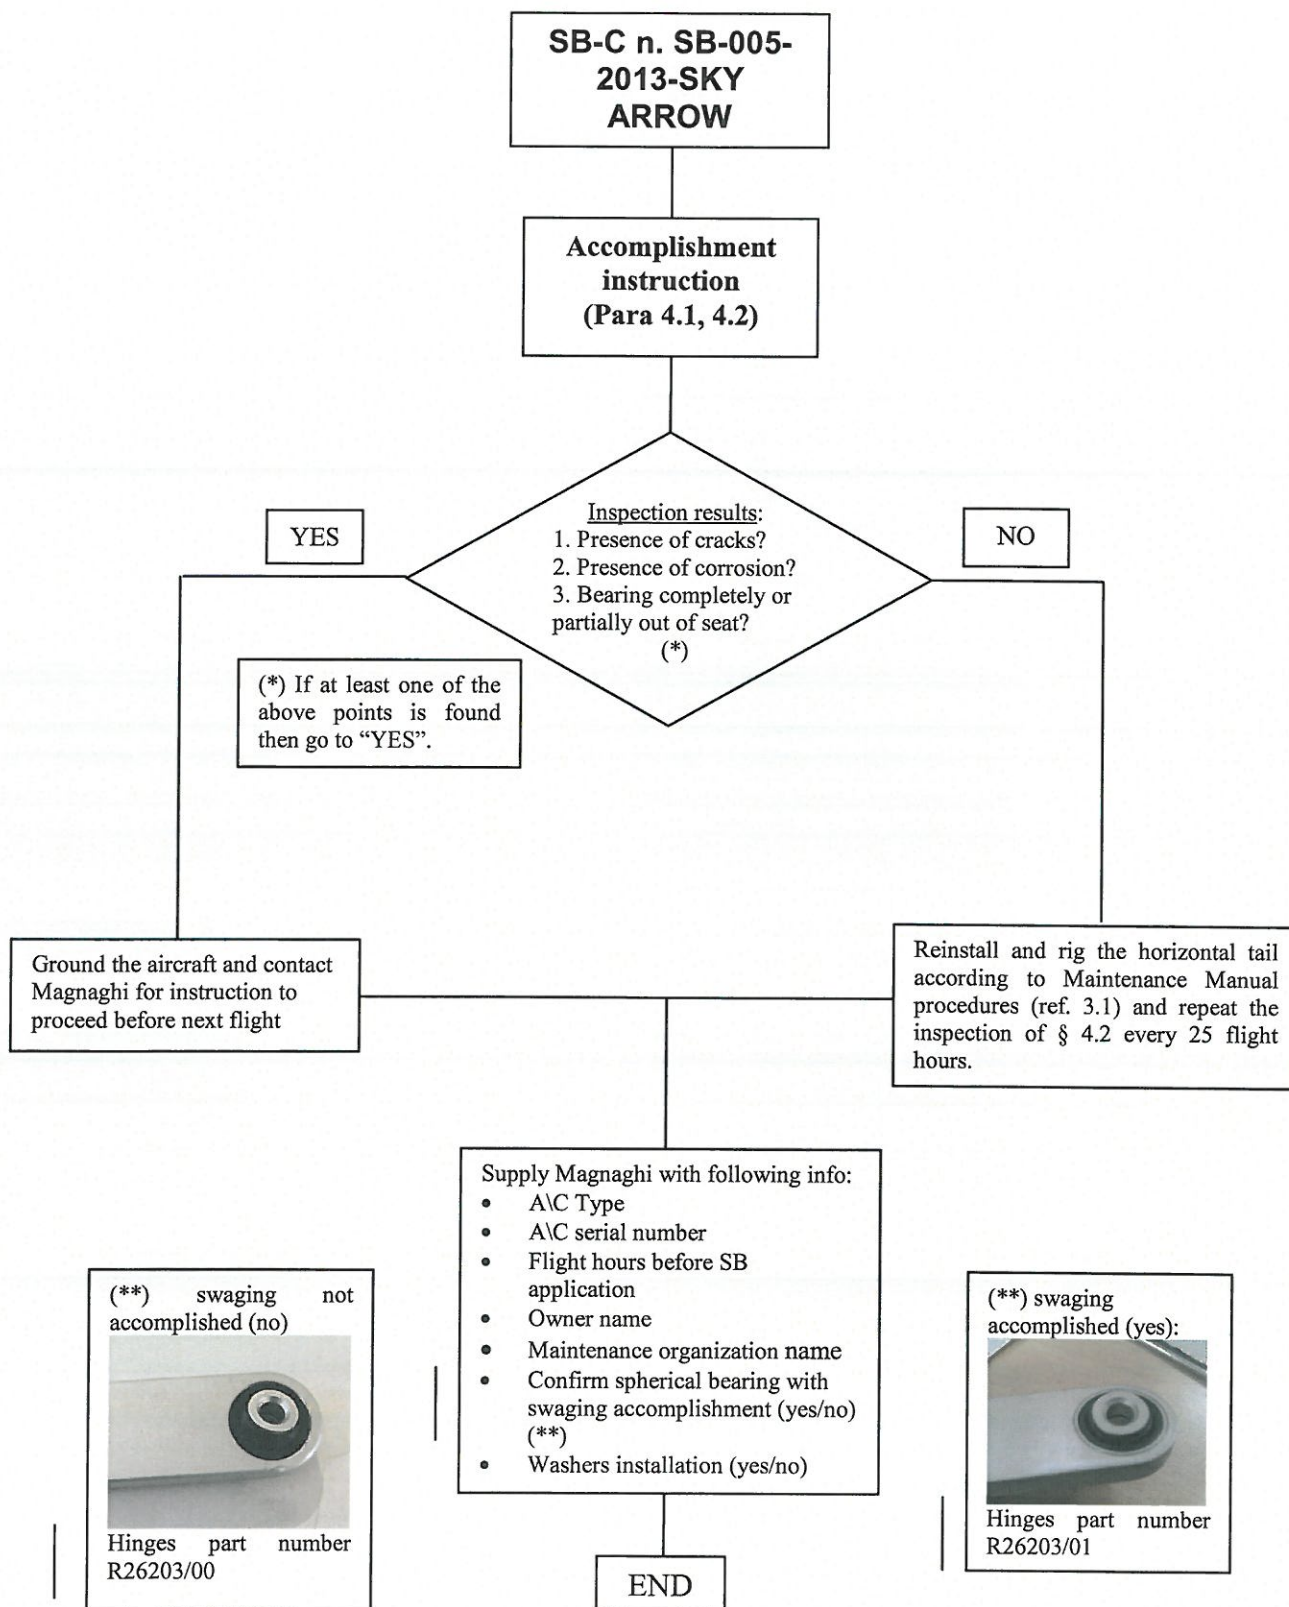 SB-C n. SB-005-
2013-SKY
ARROW
Accomplishment
instruction
(Para 4.1, 4.2)
YES
Inspection results:
1. Presence of cracks?
2. Presence of corrosion?
3. Bearing completely or
partially out of seat?
(*)
NO
(*) If at least one of the
above points is found
then go to “YES”.
Ground the aircraft and contact
Magnaghi for instruction to
proceed before next flight
Reinstall and rig the horizontal tail
according to Maintenance Manual
procedures (ref. 3.1) and repeat the
inspection of § 4.2 every 25 flight
hours.
Supply Magnaghi with following info:
• A\C Type
• A\C serial number
• Flight hours before SB
application
• Owner name
• Maintenance organization name
• Confirm spherical bearing with
swaging accomplishment (yes/no)
(**)
• Washers installation (yes/no)
(**) swaging not
accomplished (no)
Hinges part number
R26203/00
(**) swaging
accomplished (yes):
Hinges part number
R26203/01
END